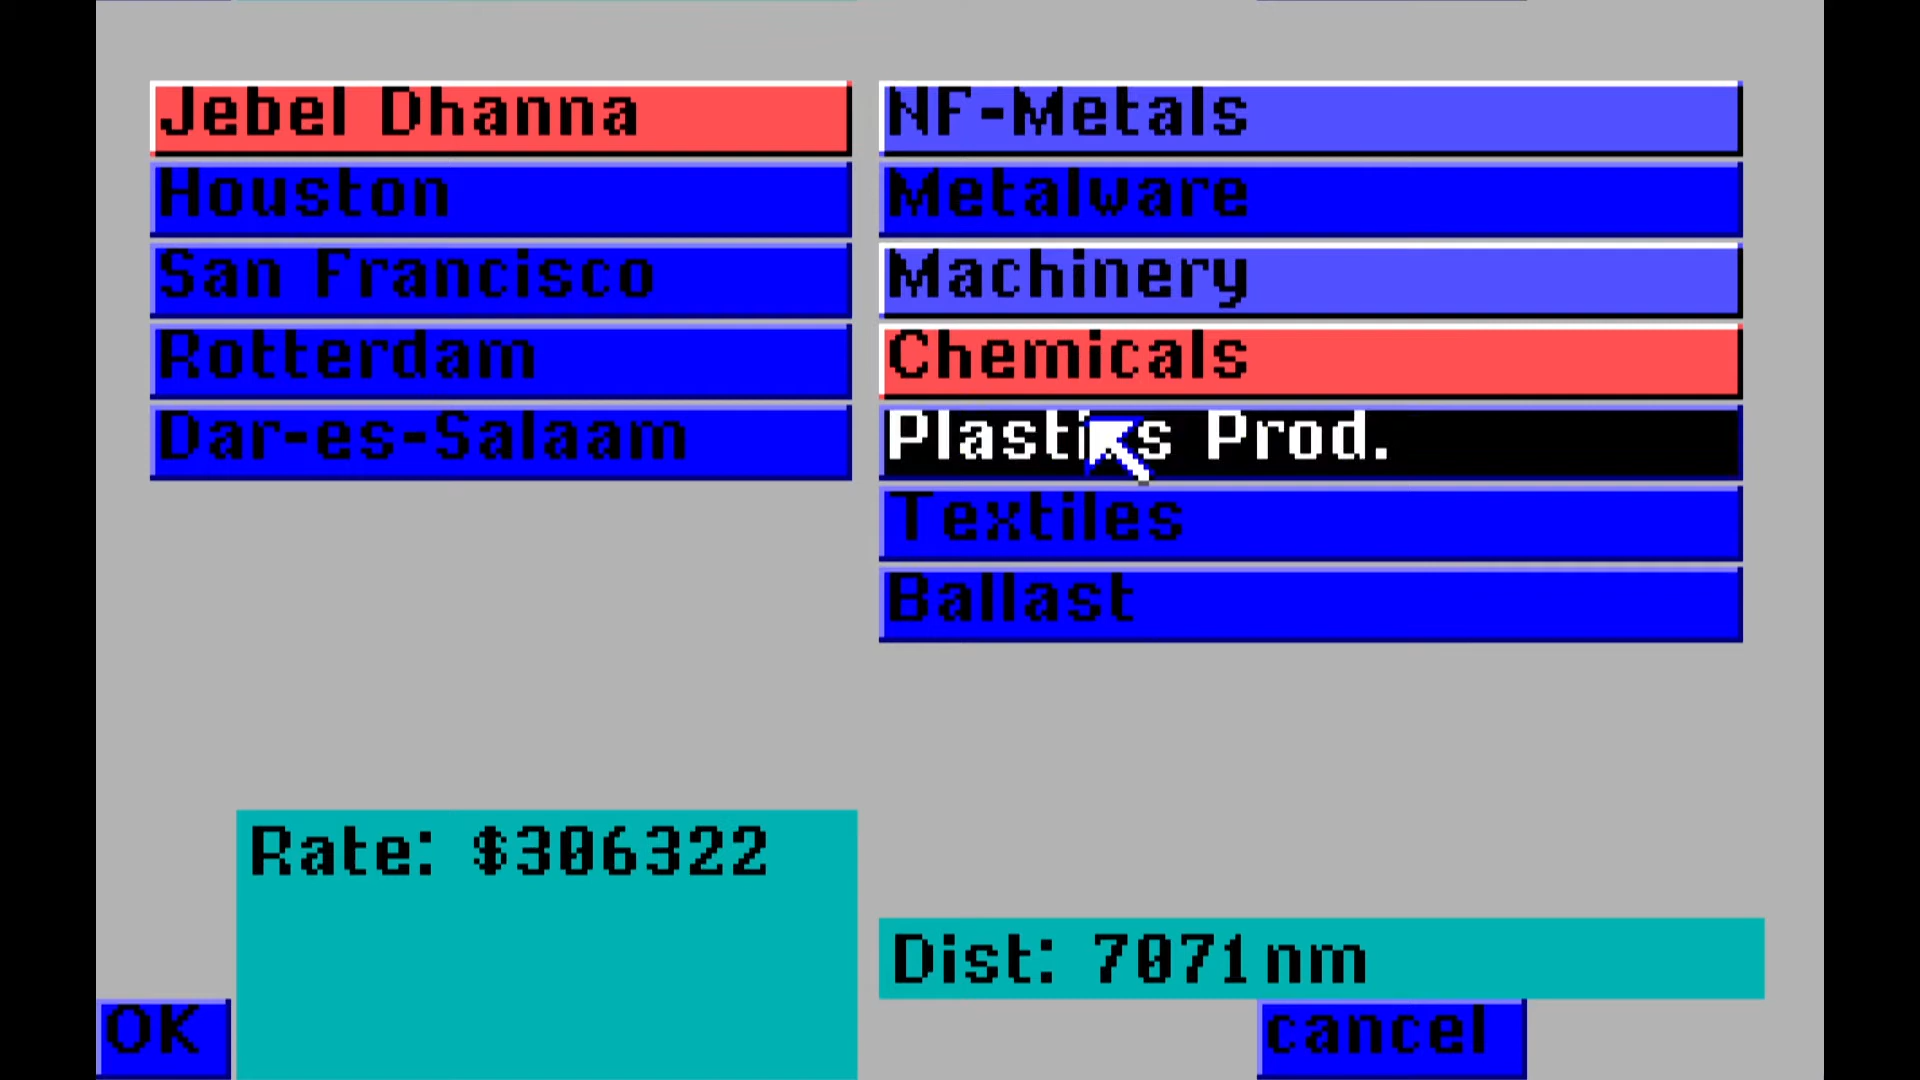 Jebel Dhanna
Houston
San Francisco
Rotterdam
Dar-es-Salaam
NF-Metals
Metalware
Machinery
Chemicals
Plastics Prod.
Textiles
Ballast
Rate: $306322
Dist: 7071nm
OK
cancel